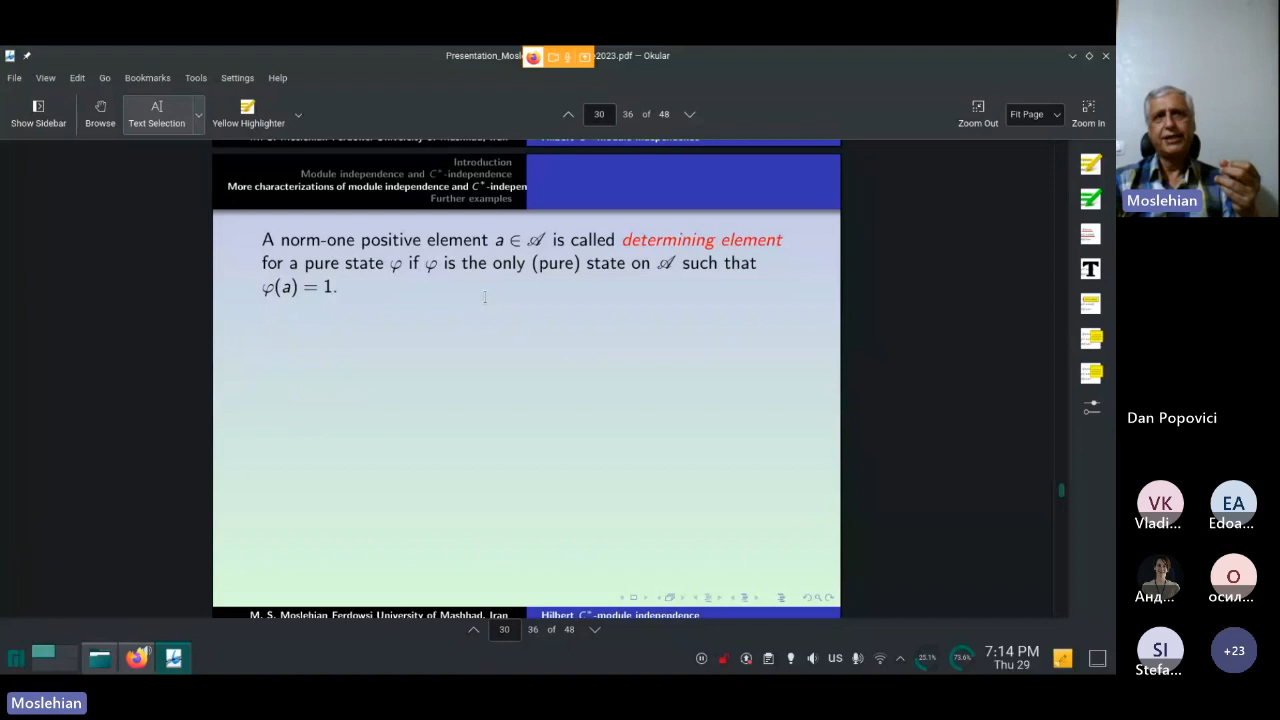 Presentation_Mosl
2023.pdf — Okular
File View Edit Go Bookmarks Tools Settings Help
Show Sidebar
Browse
Text Selection
Yellow Highlighter
30 36 of 48
Zoom Out
Fit Page
Zoom In
Introduction
Module independence and C*-independence
More characterizations of module independence and C*-indepen
Further examples
A norm-one positive element a ∈ 𝒜 is called determining element
for a pure state φ if φ is the only (pure) state on 𝒜 such that
φ(a) = 1.
M. S. Moslehian Ferdowsi University of Mashhad, Iran
Hilbert C*-module independence
30 36 of 48
US
25.1%
73.6%
7:14 PM
Thu 29
Moslehian
Moslehian
Dan Popovici
VK
Vladi...
EA
Edoa...
Анд...
O
осил...
SI
Stefa...
+23